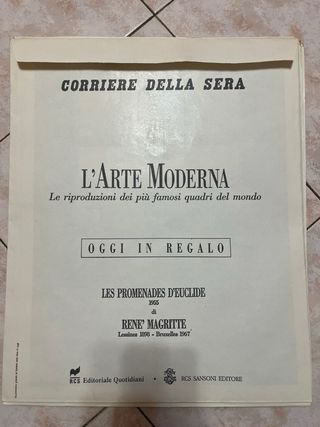 CORRIERE DELLA SERA
L'ARTE MODERNA
Le riproduzioni dei più famosi quadri del mondo
OGGI IN REGALO
LES PROMENADES D'EUCLIDE
1955
di
RENE' MAGRITTE
Lessines 1898 - Bruxelles 1967
RCS Editoriale Quotidiani • RCS SANSONI EDITORE